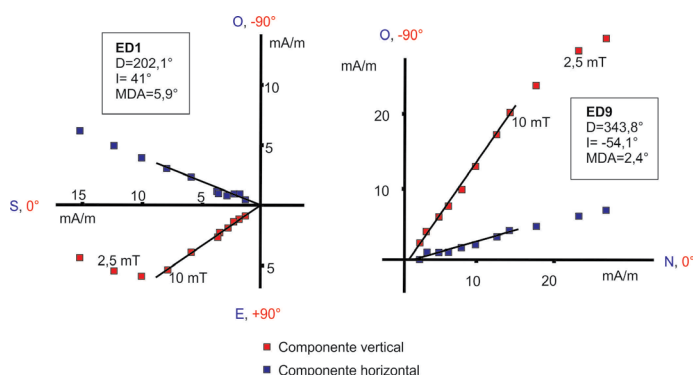 O, -90°
mA/m
ED1
D=202,1°
I= 41°
MDA=5,9°
10
5
15
10
5
S, 0°
mA/m
2,5 mT
10 mT
5
E, +90°
O, -90°
mA/m
2,5 mT
ED9
D=343,8°
I= -54,1°
MDA=2,4°
20
10 mT
10
N, 0°
10
20
mA/m
Componente vertical
Componente horizontal